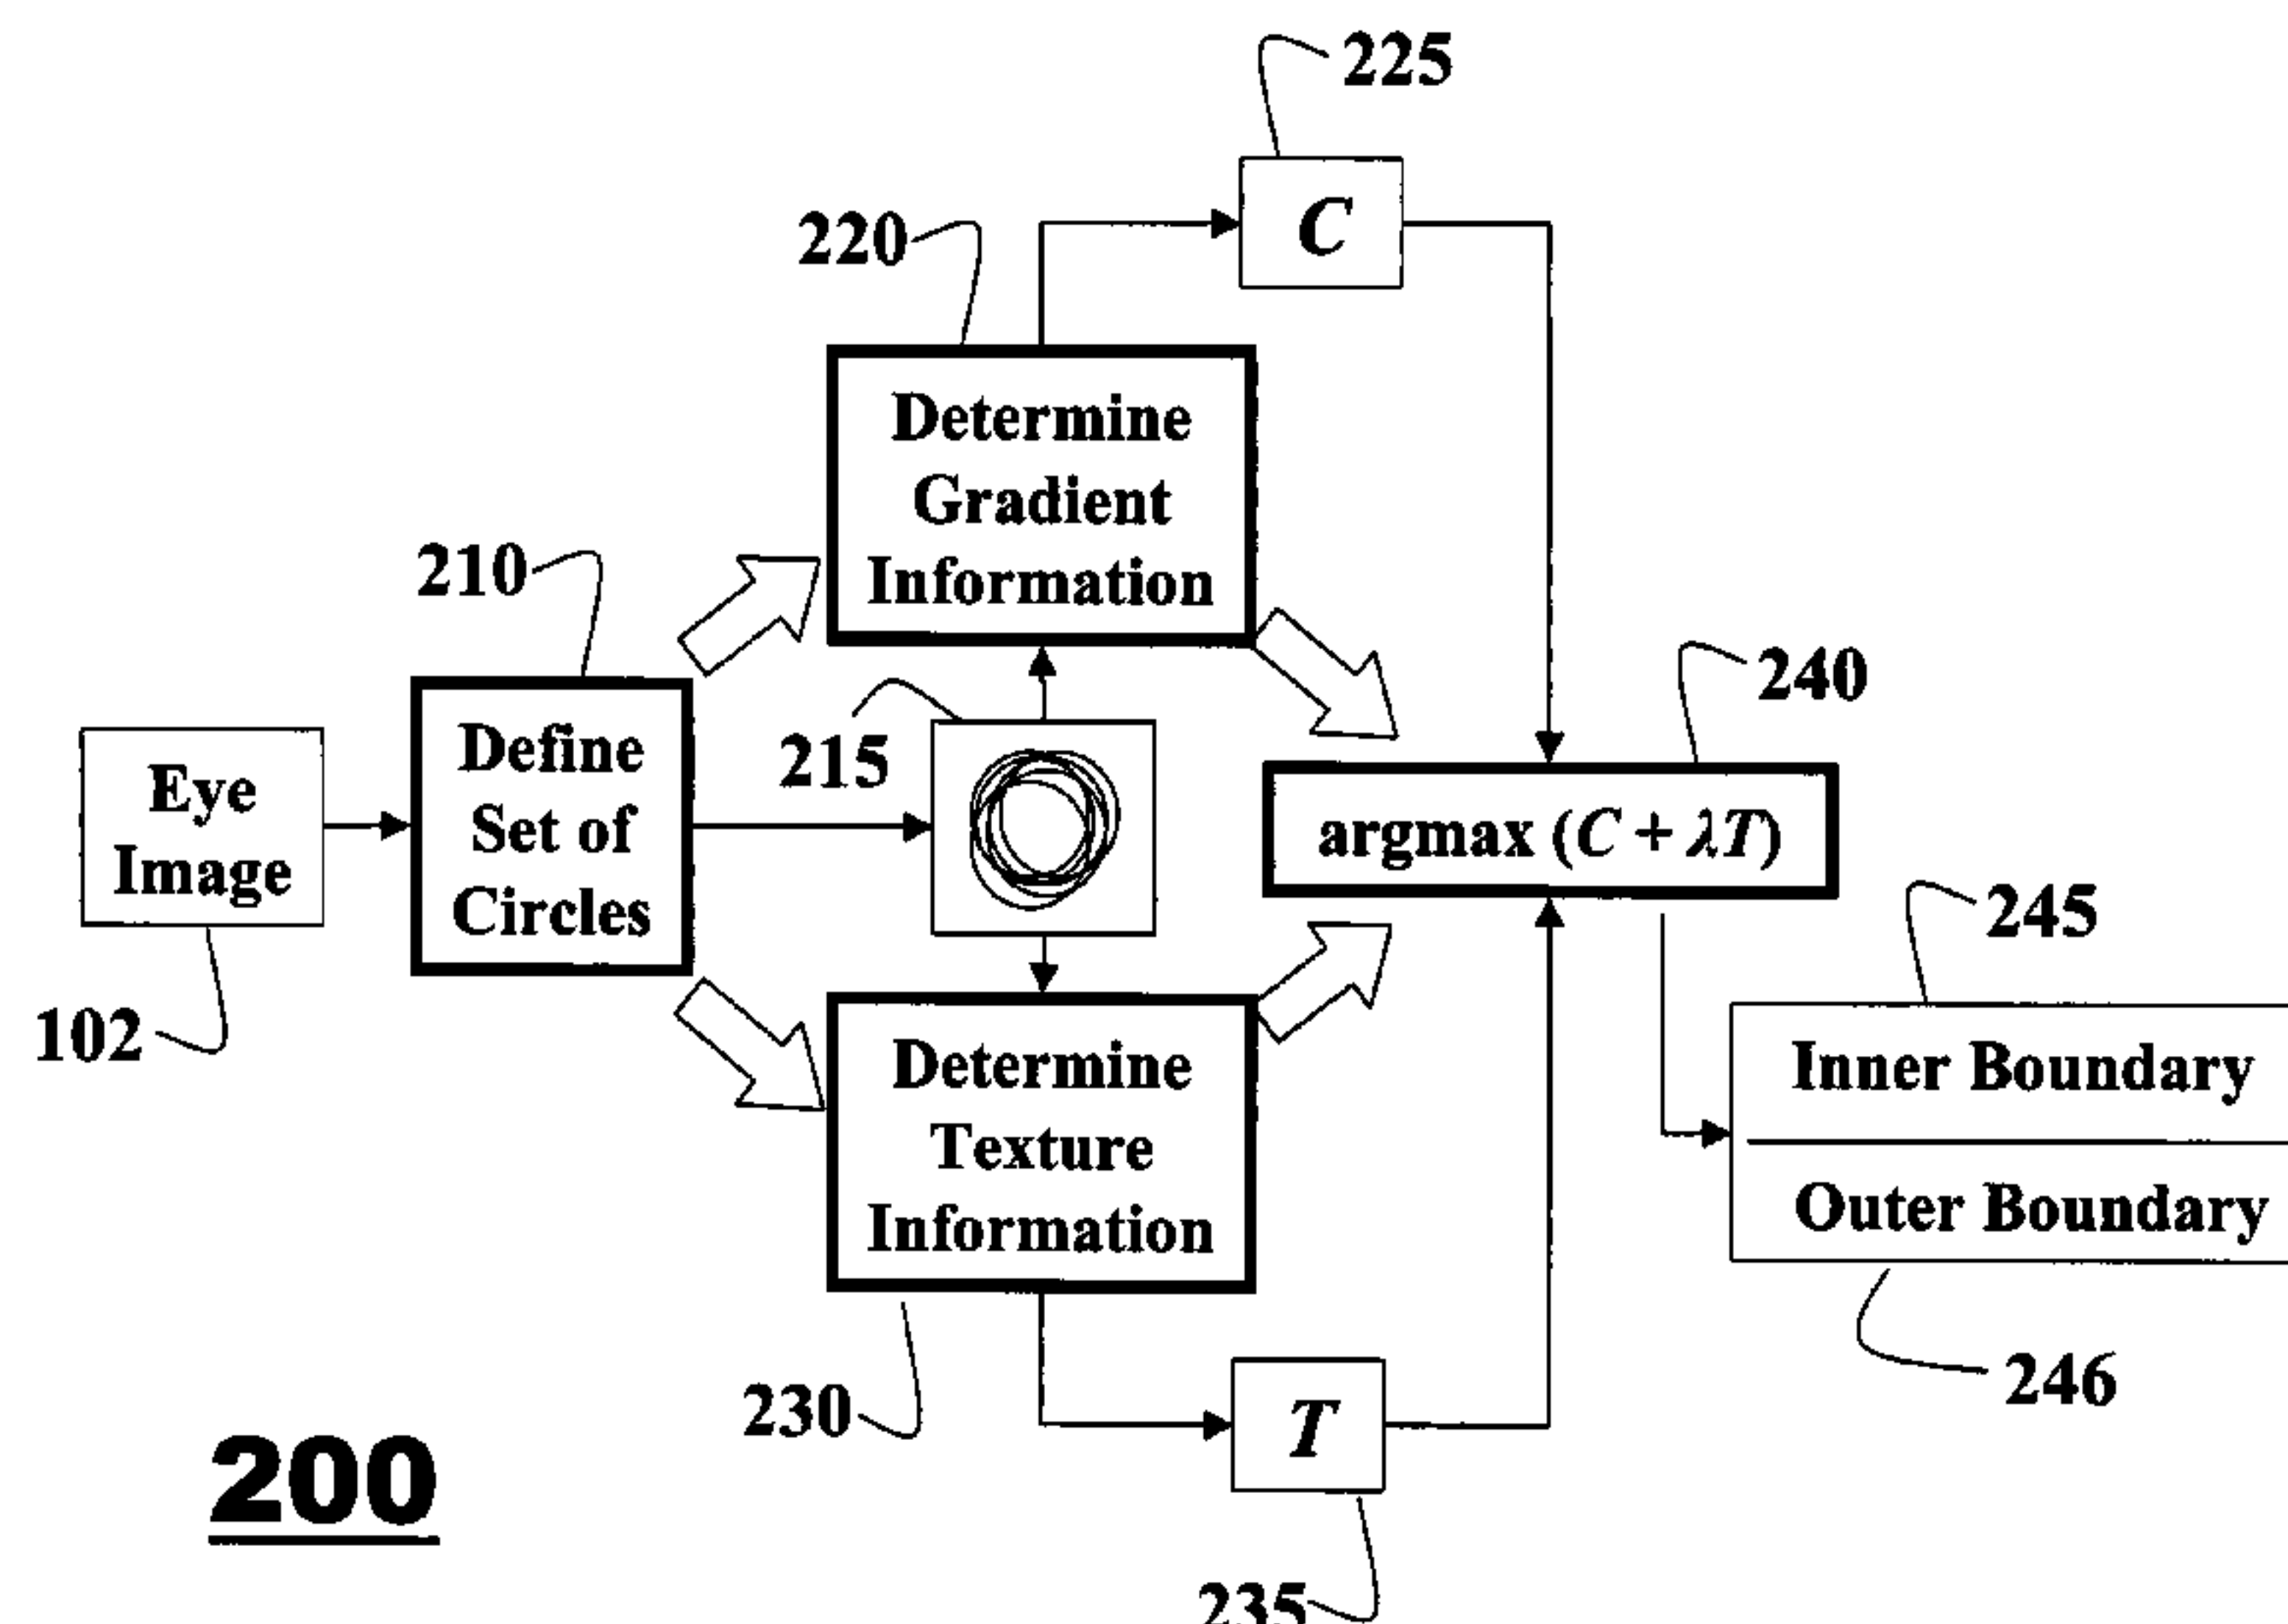 225
C
220
Determine
Gradient
Information
210
240
215
Eye
Image
Define
Set of
Circles
argmax (C + λT)
245
102
Inner Boundary
Outer Boundary
Determine
Texture
Information
230
T
246
200
235